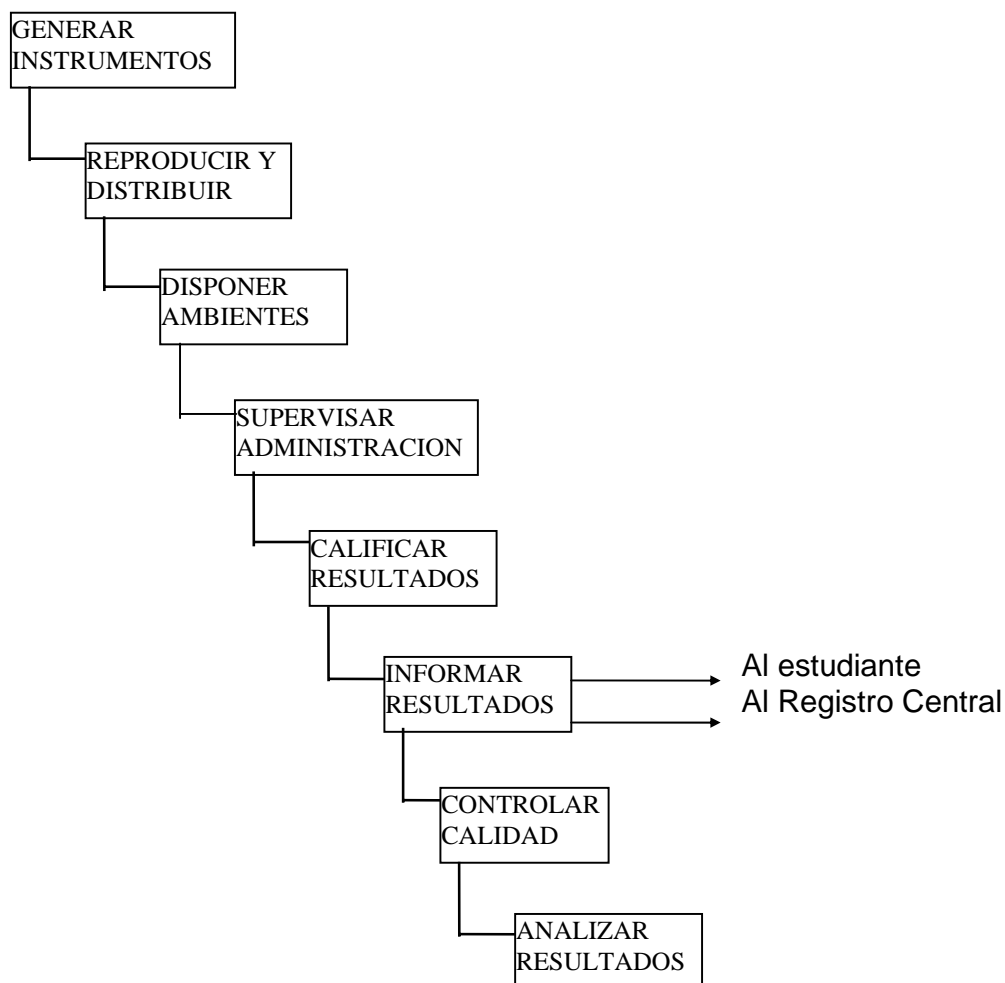 GENERAR
INSTRUMENTOS
REPRODUCIR Y
DISTRIBUIR
DISPONER
AMBIENTES
SUPERVISAR
ADMINISTRACION
CALIFICAR
RESULTADOS
INFORMAR
RESULTADOS
Al estudiante
Al Registro Central
CONTROLAR
CALIDAD
ANALIZAR
RESULTADOS